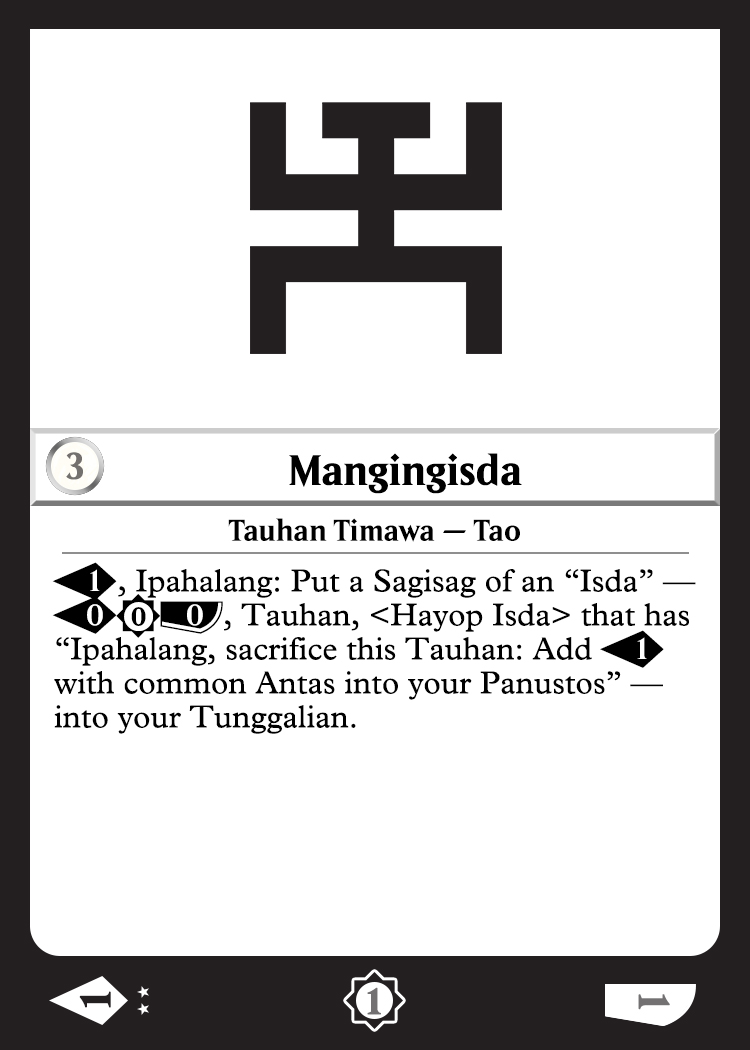 3
Mangingisda
Tauhan Timawa — Tao
1, Ipahalang: Put a Sagisag of an “Isda” —
0 0 0, Tauhan, <Hayop Isda> that has
“Ipahalang, sacrifice this Tauhan: Add 1
with common Antas into your Panustos” —
into your Tunggalian.
1 1 1